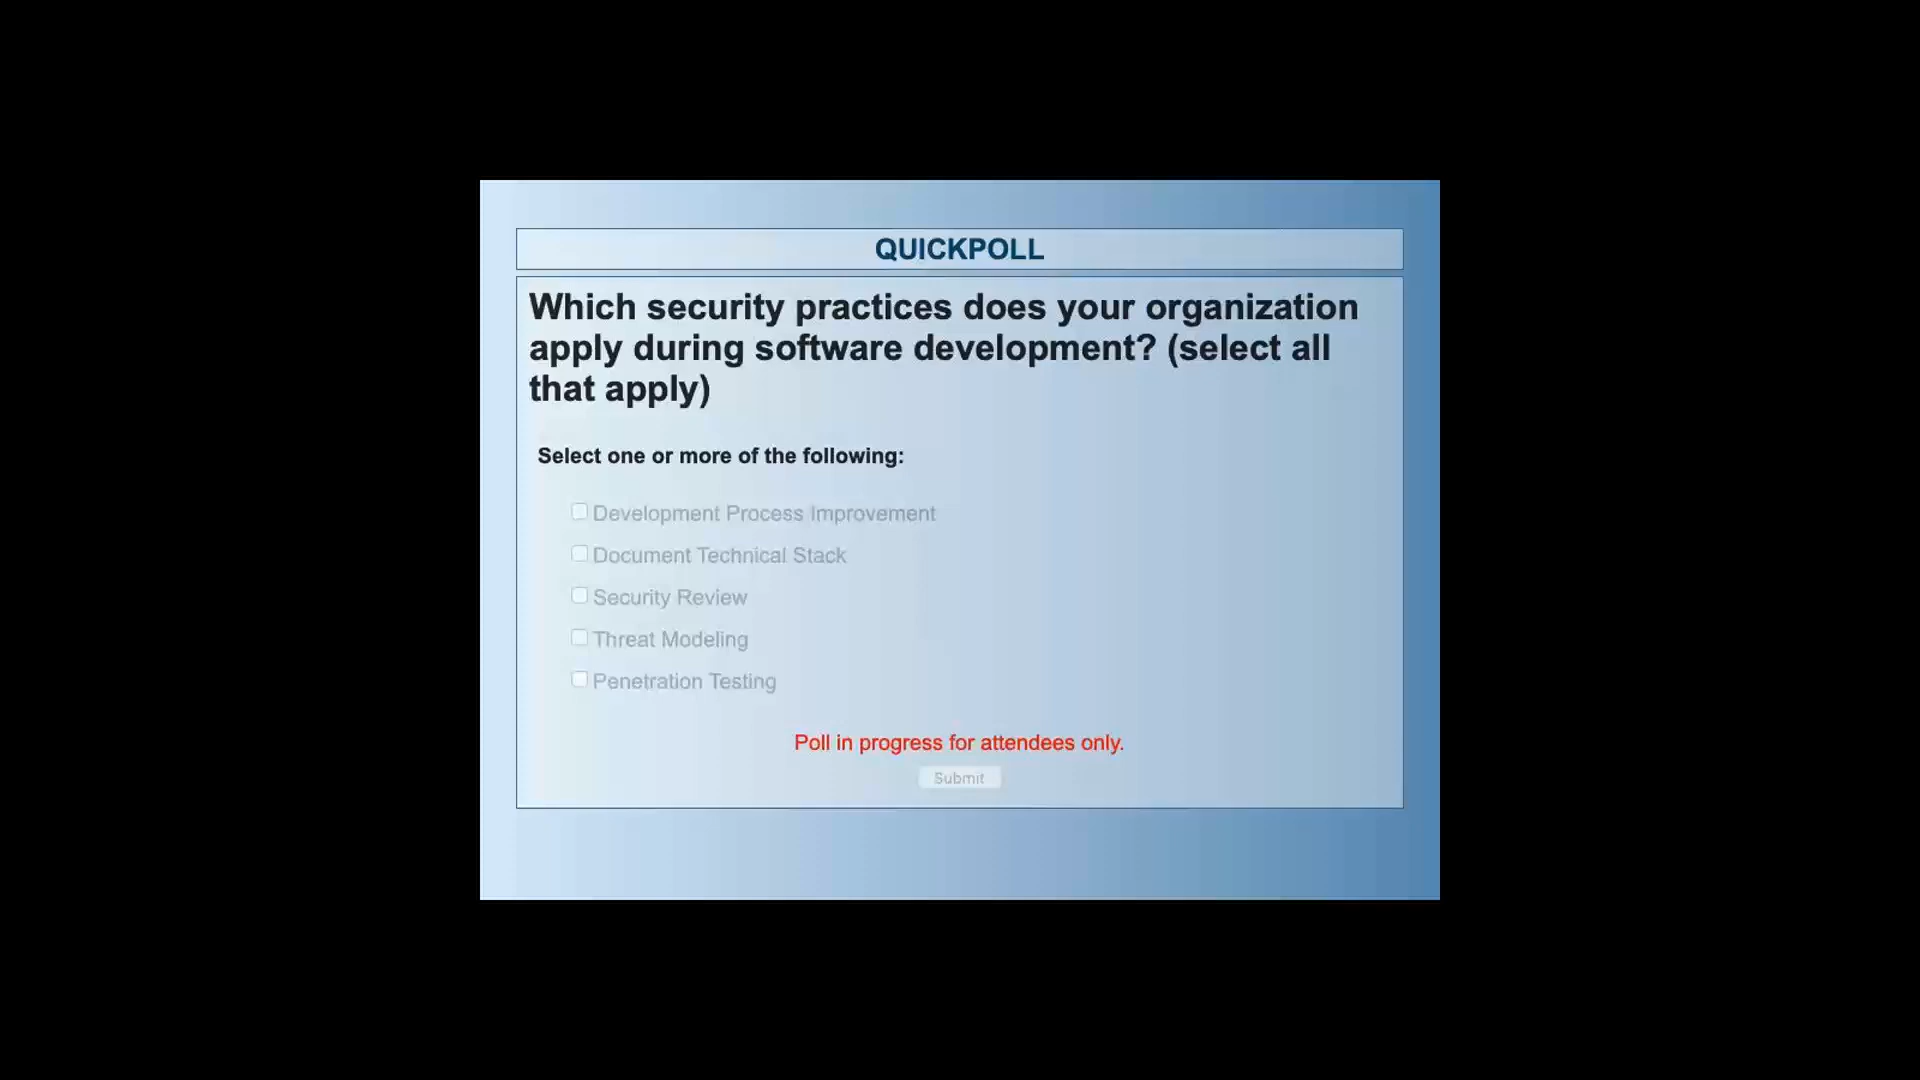 QUICKPOLL
Which security practices does your organization
apply during software development? (select all
that apply)
Select one or more of the following:
Development Process Improvement
Document Technical Stack
Security Review
Threat Modeling
Penetration Testing
Poll in progress for attendees only.
Submit